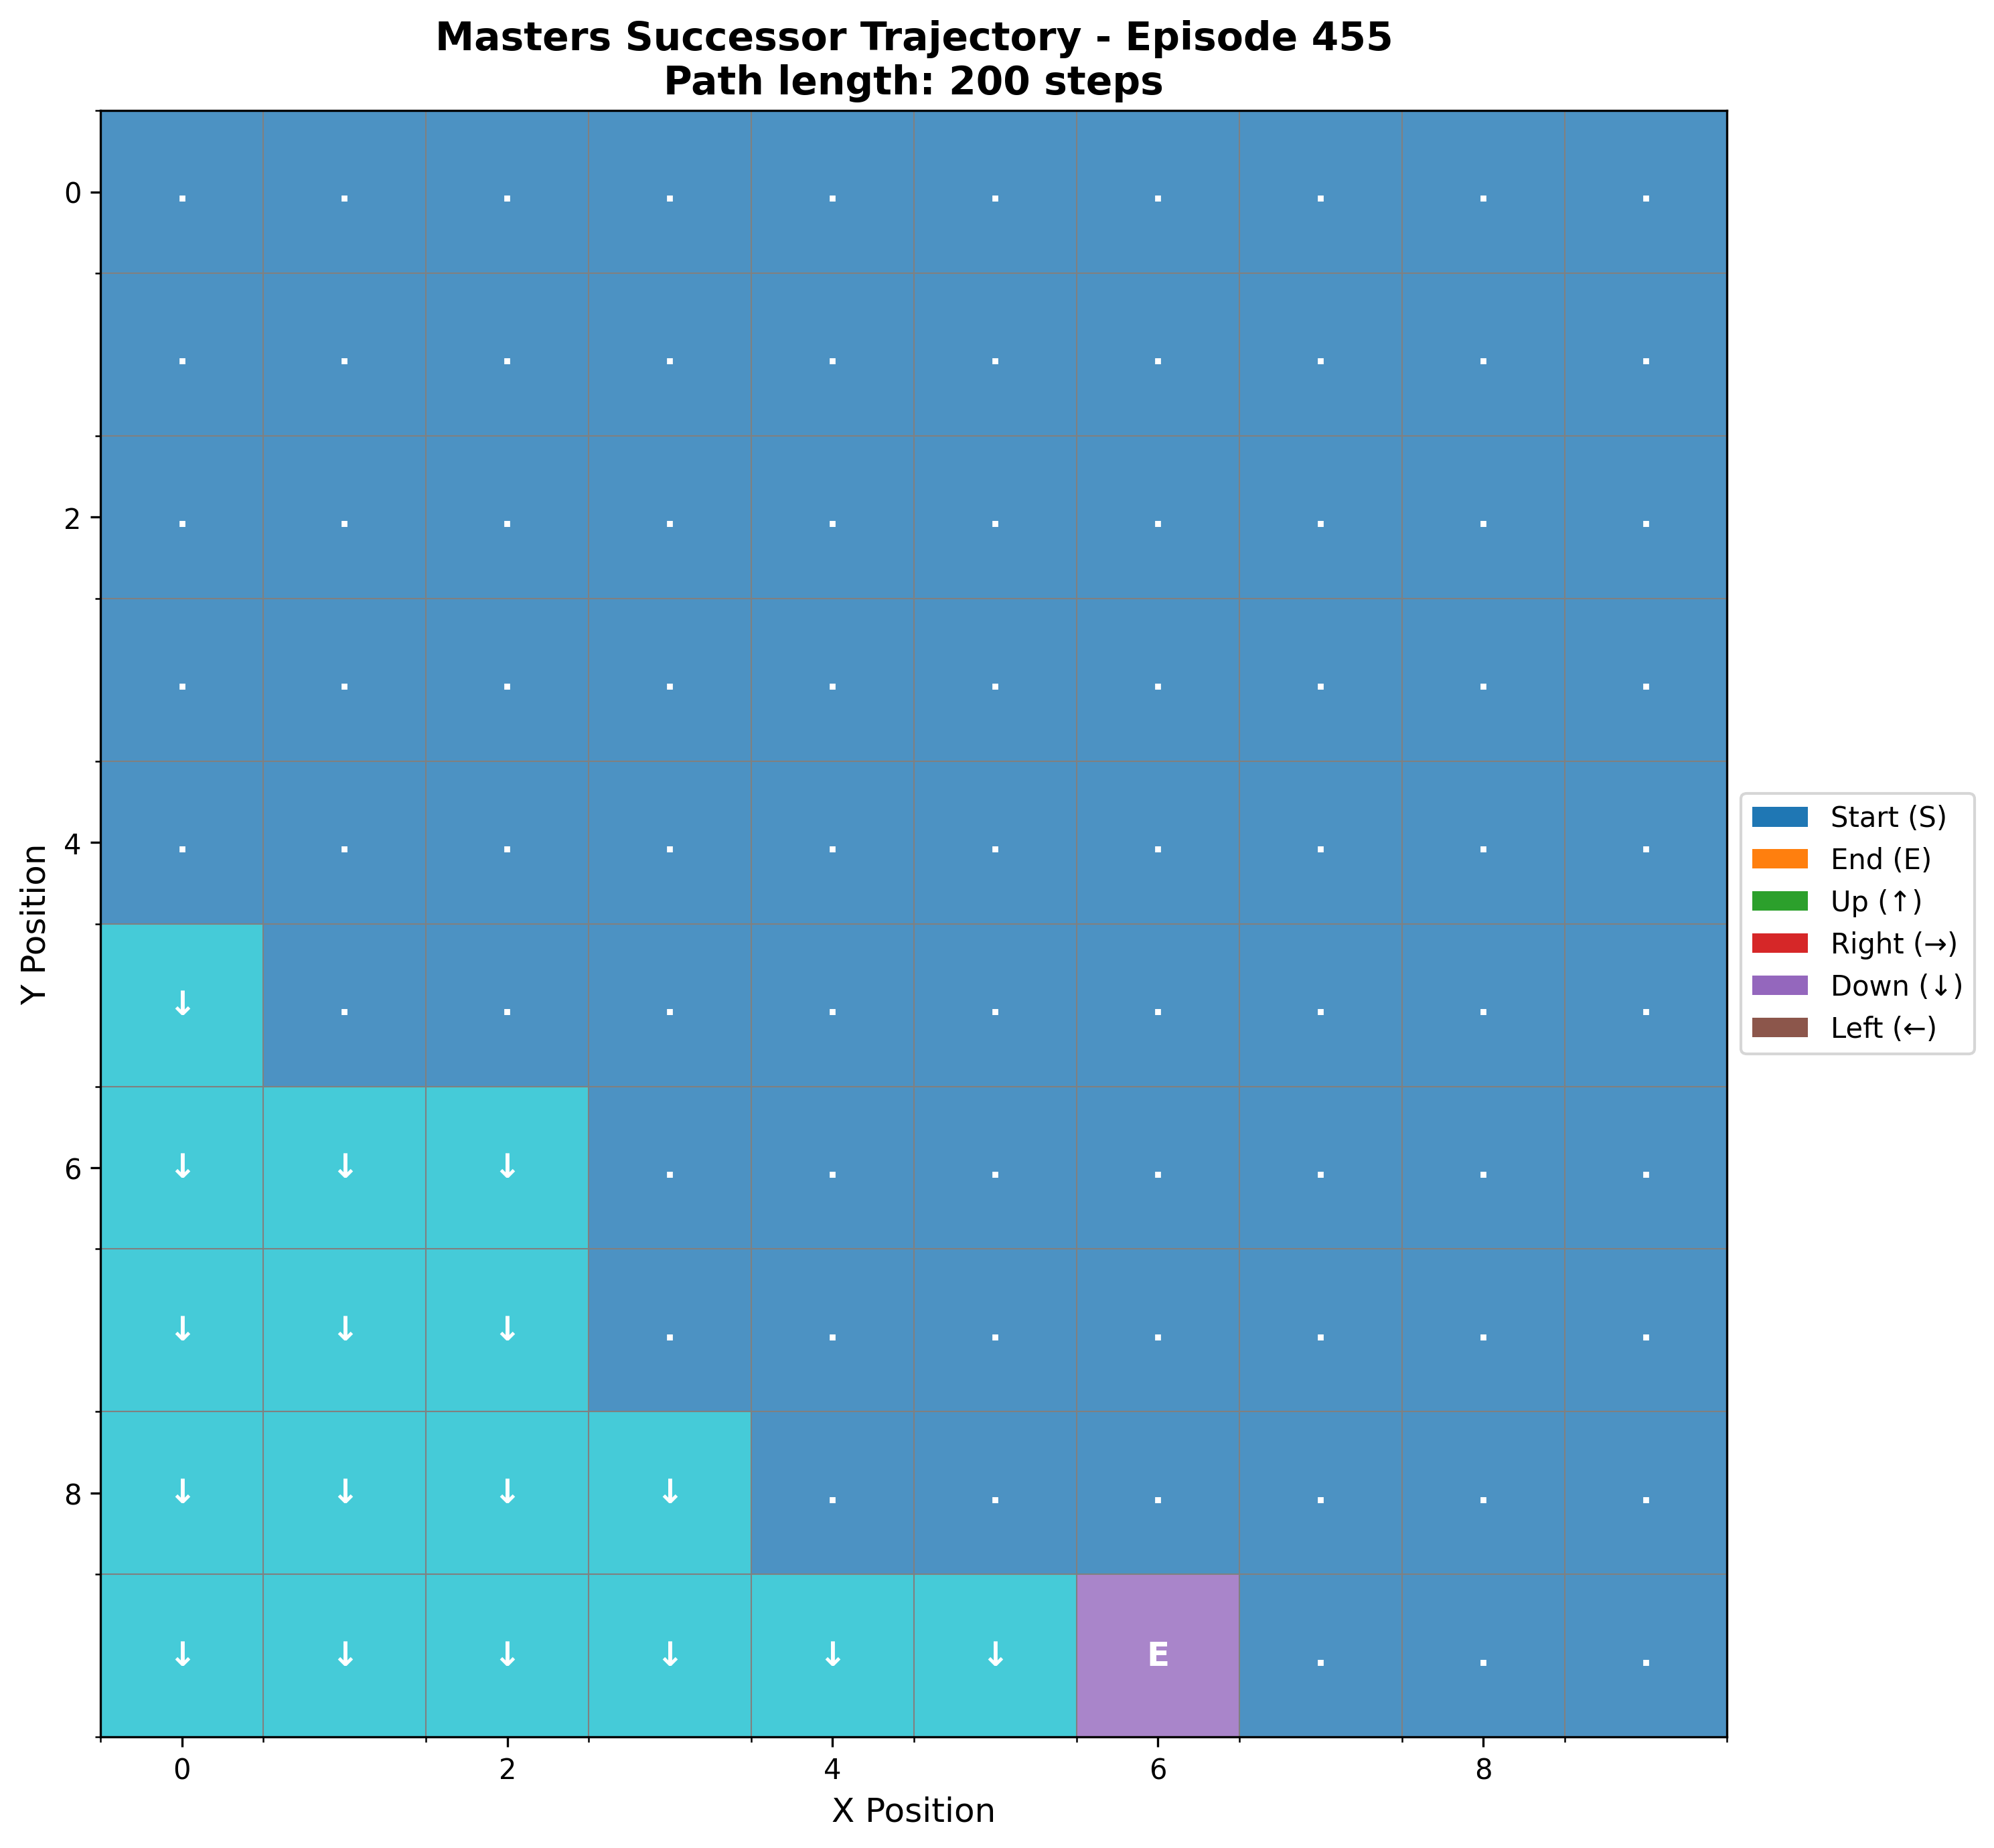 Masters Successor Trajectory - Episode 455
Path length: 200 steps
0 . . . . . . . . . .
. . . . . . . . . .
2 . . . . . . . . . .
. . . . . . . . . .
4 . . . . . . . . . .
↓ . . . . . . . . .
6 ↓ ↓ ↓ . . . . . . .
↓ ↓ ↓ . . . . . . .
8 ↓ ↓ ↓ ↓ . . . . . .
↓ ↓ ↓ ↓ ↓ ↓ E . . .
0 2 4 6 8
X Position
Y Position
Start (S)
End (E)
Up (↑)
Right (→)
Down (↓)
Left (←)